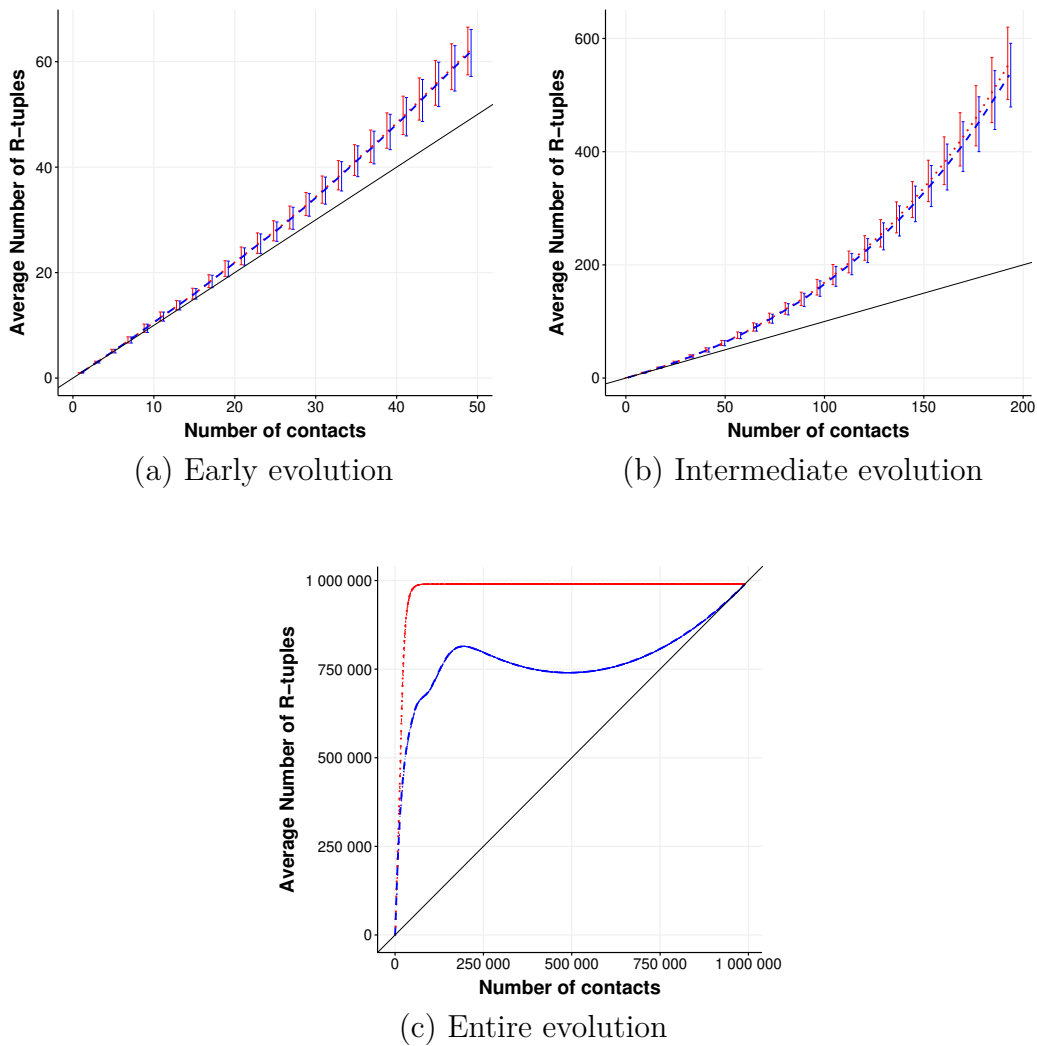 60
40
20
0
0 10 20 30 40 50
Average Number of R−tuples
Number of contacts
(a) Early evolution
600
400
200
0
0 50 100 150 200
Average Number of R−tuples
Number of contacts
(b) Intermediate evolution
1 000 000
750 000
500 000
250 000
0
0 250 000 500 000 750 000 1 000 000
Average Number of R−tuples
Number of contacts
(c) Entire evolution